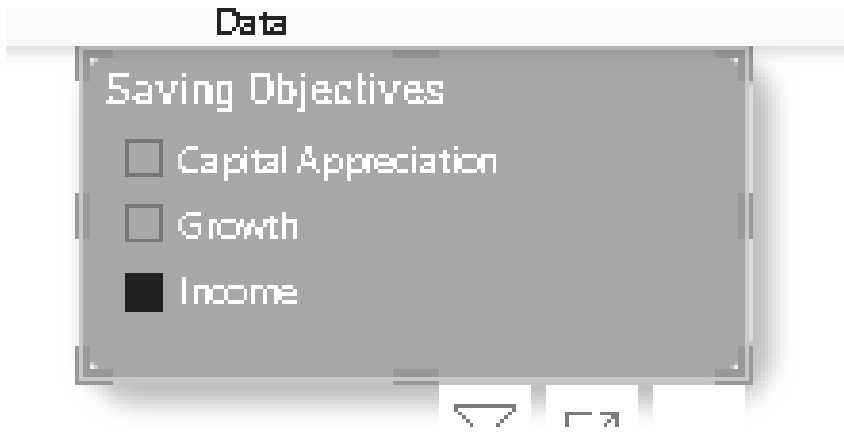 Data
Saving Objectives
Capital Appreciation
Growth
Income